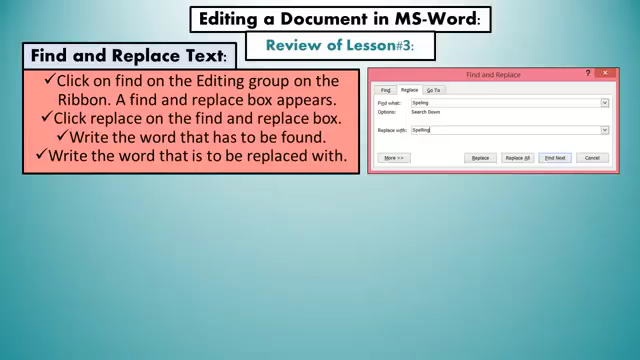 Editing a Document in MS-Word:
Review of Lesson#3:
Find and Replace Text:
✓Click on find on the Editing group on the
Ribbon. A find and replace box appears.
✓Click replace on the find and replace box.
✓Write the word that has to be found.
✓Write the word that is to be replaced with.
Find and Replace ? ×
Find Replace Go To
Find what: Speling
Options: Search Down
Replace with: Spelling
More >> Replace Replace All Find Next Cancel